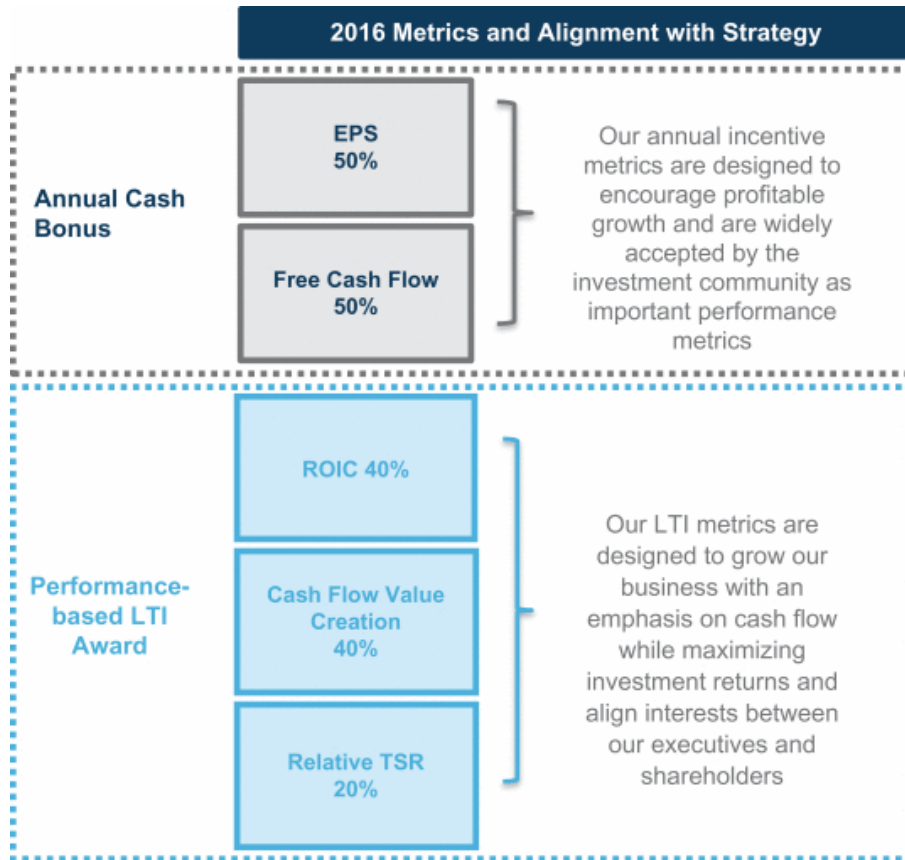 2016 Metrics and Alignment with Strategy
Annual Cash
Bonus
EPS
50%
Free Cash Flow
50%
Our annual incentive
metrics are designed to
encourage profitable
growth and are widely
accepted by the
investment community as
important performance
metrics
Performance-
based LTI
Award
ROIC 40%
Cash Flow Value
Creation
40%
Relative TSR
20%
Our LTI metrics are
designed to grow our
business with an
emphasis on cash flow
while maximizing
investment returns and
align interests between
our executives and
shareholders